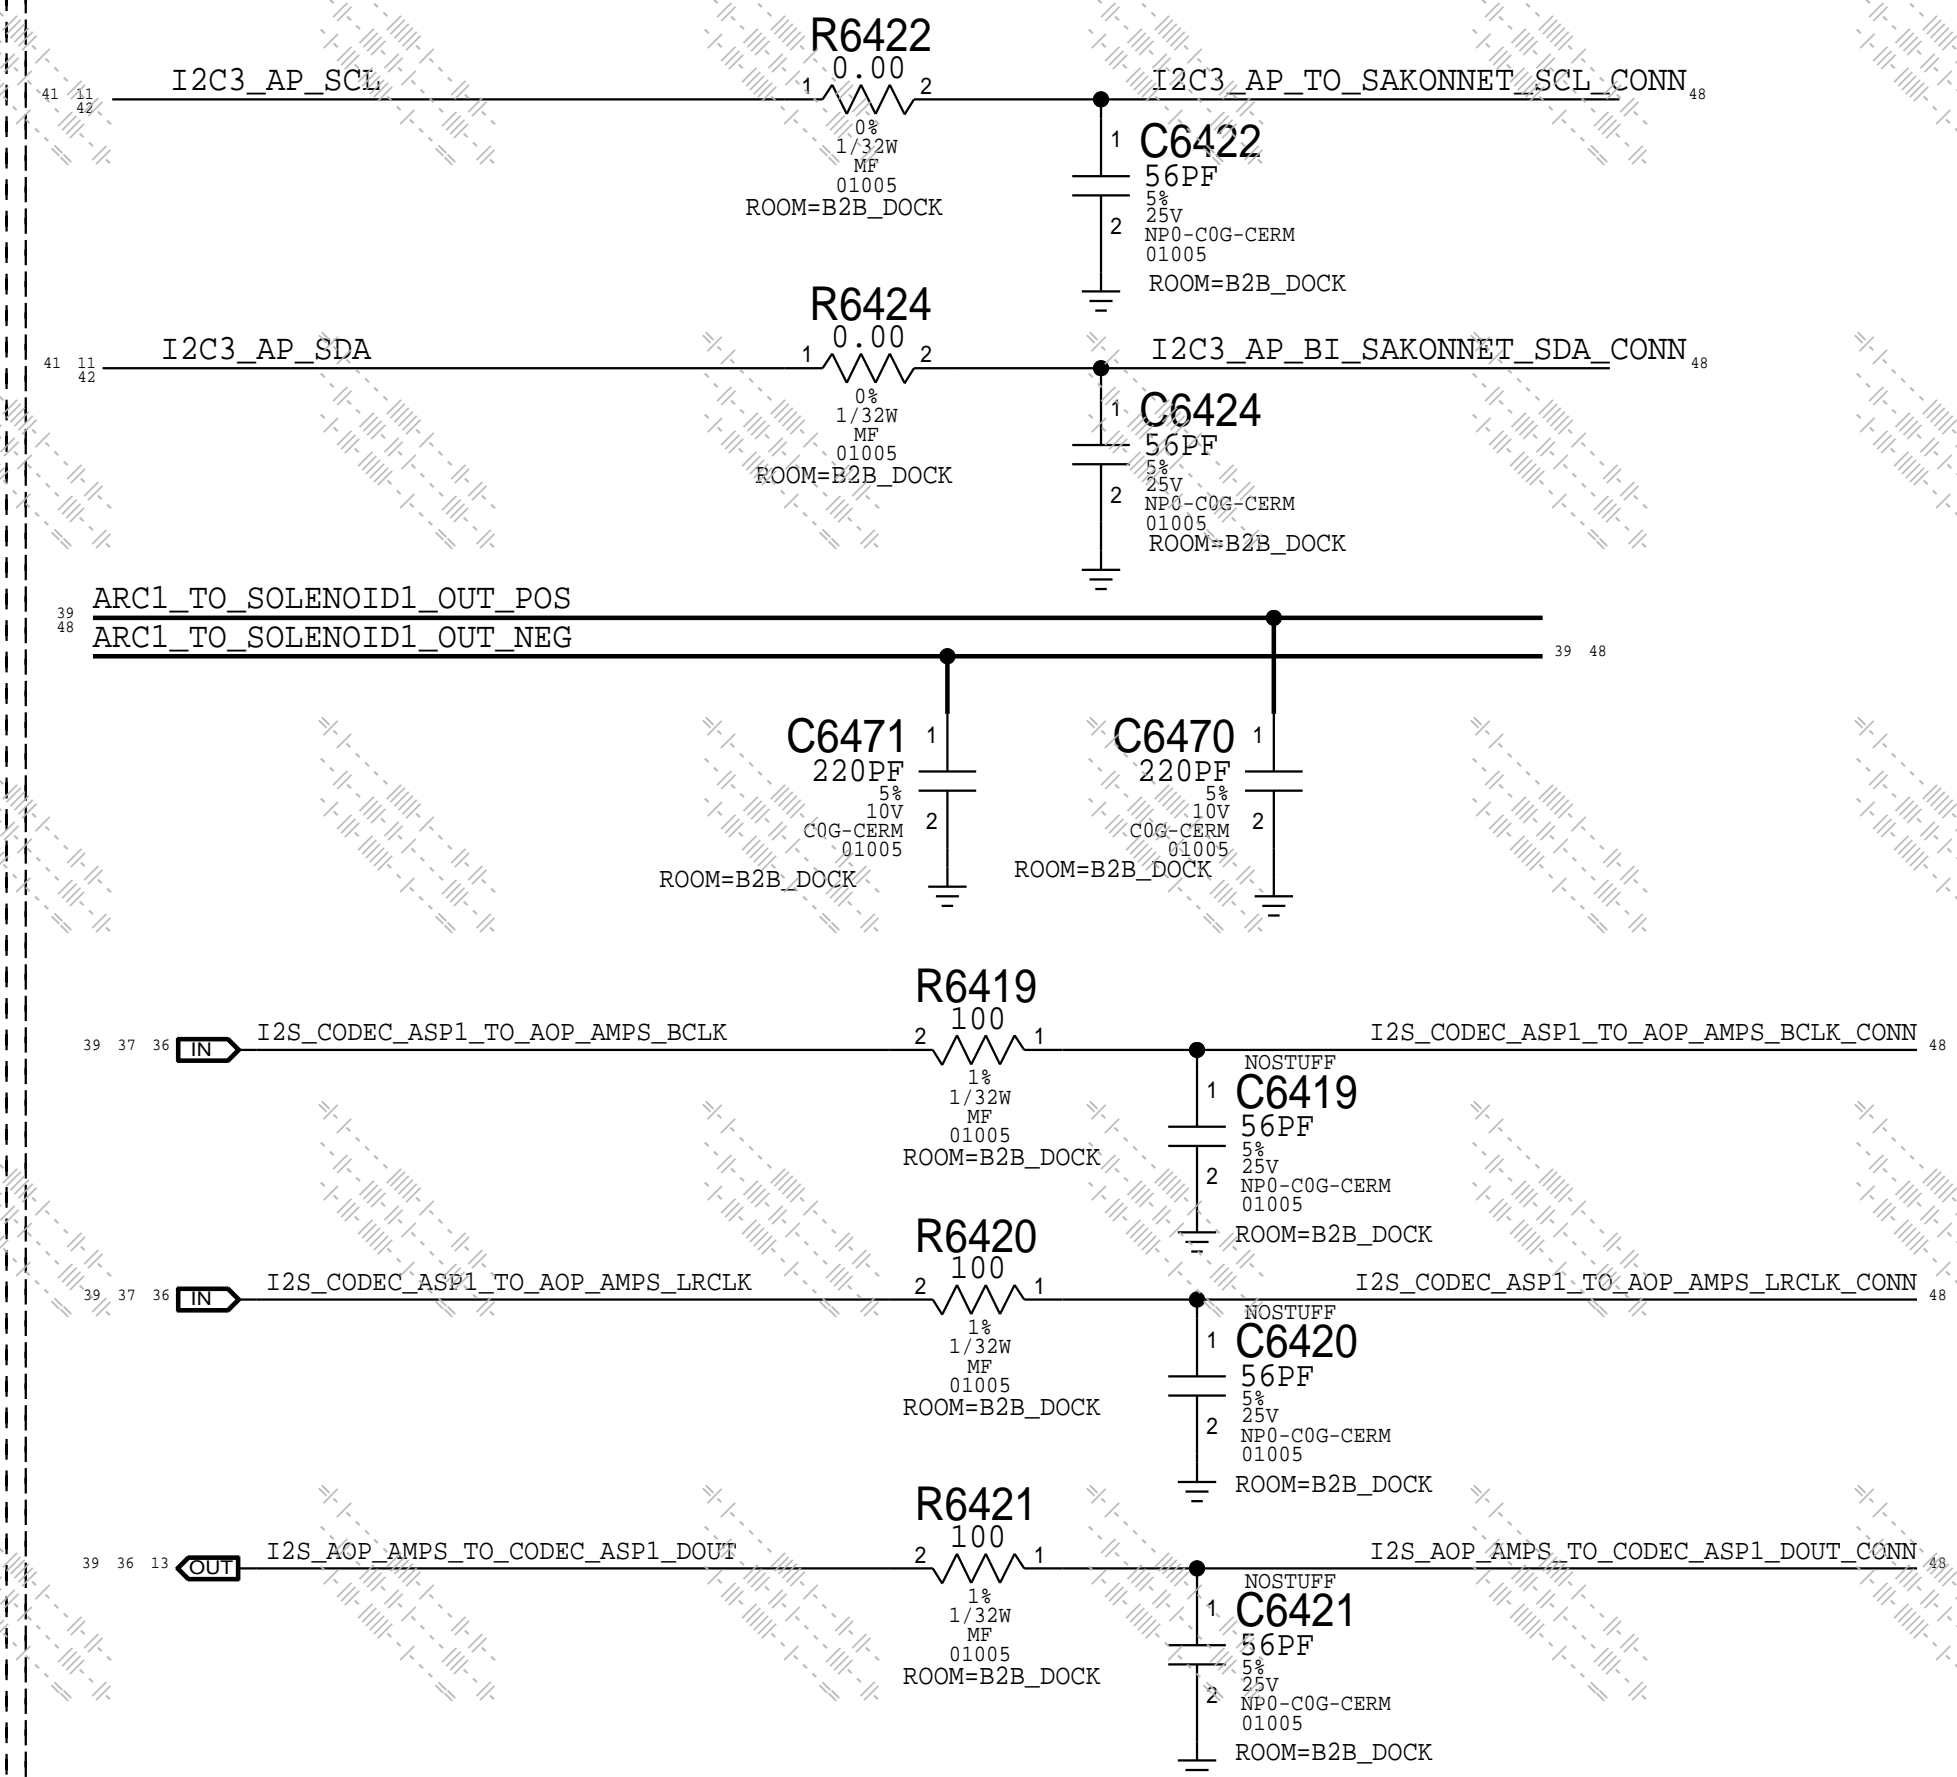 R6422
0.00
I2C3_AP_SCL
1
2
I2C3_AP_TO_SAKONNET_SCL_CONN
48
41 11
42
0%
1/32W
MF
01005
ROOM=B2B_DOCK
1
C6422
56PF
5%
25V
2
NP0-C0G-CERM
01005
ROOM=B2B_DOCK
R6424
0.00
I2C3_AP_SDA
1
2
I2C3_AP_BI_SAKONNET_SDA_CONN
48
41 11
42
0%
1/32W
MF
01005
ROOM=B2B_DOCK
1
C6424
56PF
5%
25V
2
NP0-C0G-CERM
01005
ROOM=B2B_DOCK
ARC1_TO_SOLENOID1_OUT_POS
39
48
ARC1_TO_SOLENOID1_OUT_NEG
39 48
C6471
1
220PF
5%
10V
2
C0G-CERM
01005
ROOM=B2B_DOCK
C6470
1
220PF
5%
10V
2
C0G-CERM
01005
ROOM=B2B_DOCK
R6419
100
39 37 36
IN
I2S_CODEC_ASP1_TO_AOP_AMPS_BCLK
2
1
I2S_CODEC_ASP1_TO_AOP_AMPS_BCLK_CONN
48
1%
1/32W
MF
01005
ROOM=B2B_DOCK
NOSTUFF
1
C6419
56PF
5%
25V
2
NP0-C0G-CERM
01005
ROOM=B2B_DOCK
R6420
100
39 37 36
IN
I2S_CODEC_ASP1_TO_AOP_AMPS_LRCLK
2
1
I2S_CODEC_ASP1_TO_AOP_AMPS_LRCLK_CONN
48
1%
1/32W
MF
01005
ROOM=B2B_DOCK
NOSTUFF
1
C6420
56PF
5%
25V
2
NP0-C0G-CERM
01005
ROOM=B2B_DOCK
R6421
100
39 36 13
OUT
I2S_AOP_AMPS_TO_CODEC_ASP1_DOUT
2
1
I2S_AOP_AMPS_TO_CODEC_ASP1_DOUT_CONN
48
1%
1/32W
MF
01005
ROOM=B2B_DOCK
NOSTUFF
1
C6421
56PF
5%
25V
2
NP0-C0G-CERM
01005
ROOM=B2B_DOCK